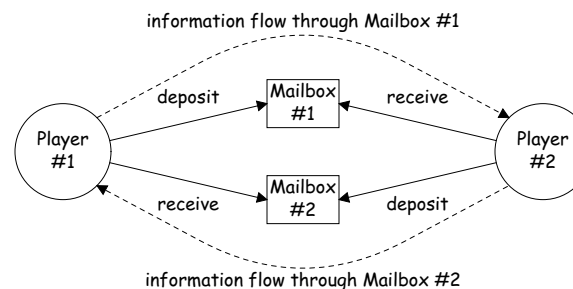 information flow through Mailbox #1
deposit
Mailbox
#1
receive
Player
#1
Player
#2
receive
Mailbox
#2
deposit
information flow through Mailbox #2